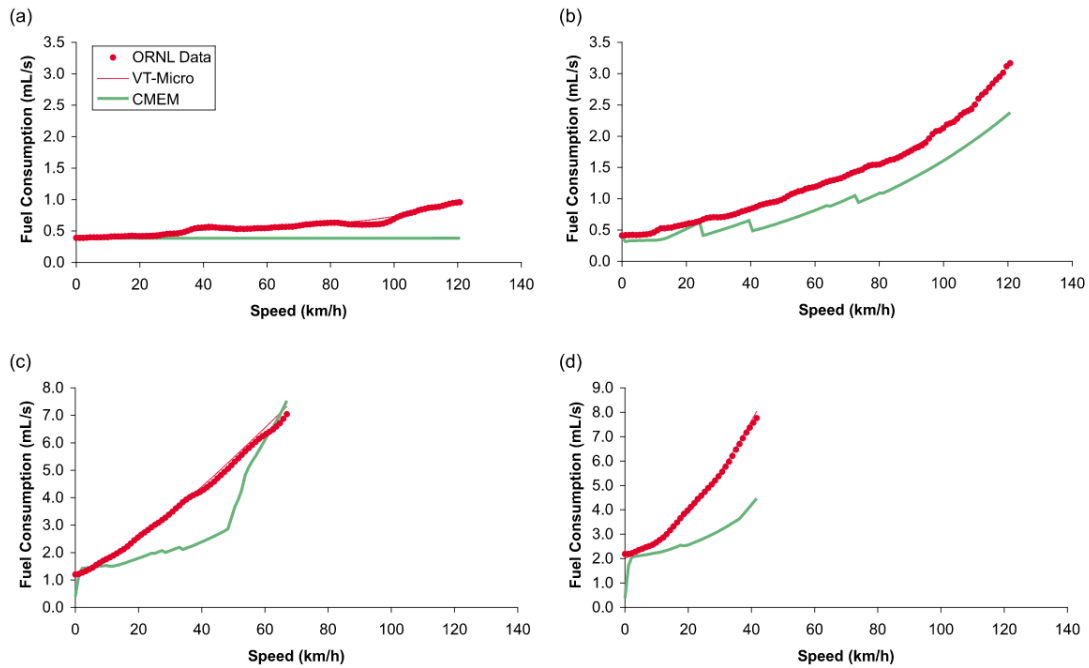 (a)
3.5
3.0
2.5
2.0
1.5
1.0
0.5
0.0
Fuel Consumption (mL/s)
ORNL Data
VT-Micro
CMEM
0 20 40 60 80 100 120 140
Speed (km/h)
(b)
3.5
3.0
2.5
2.0
1.5
1.0
0.5
0.0
Fuel Consumption (mL/s)
0 20 40 60 80 100 120 140
Speed (km/h)
(c)
8.0
7.0
6.0
5.0
4.0
3.0
2.0
1.0
0.0
Fuel Consumption (mL/s)
0 20 40 60 80 100 120 140
Speed (km/h)
(d)
9.0
8.0
7.0
6.0
5.0
4.0
3.0
2.0
1.0
0.0
Fuel Consumption (mL/s)
0 20 40 60 80 100 120 140
Speed (km/h)